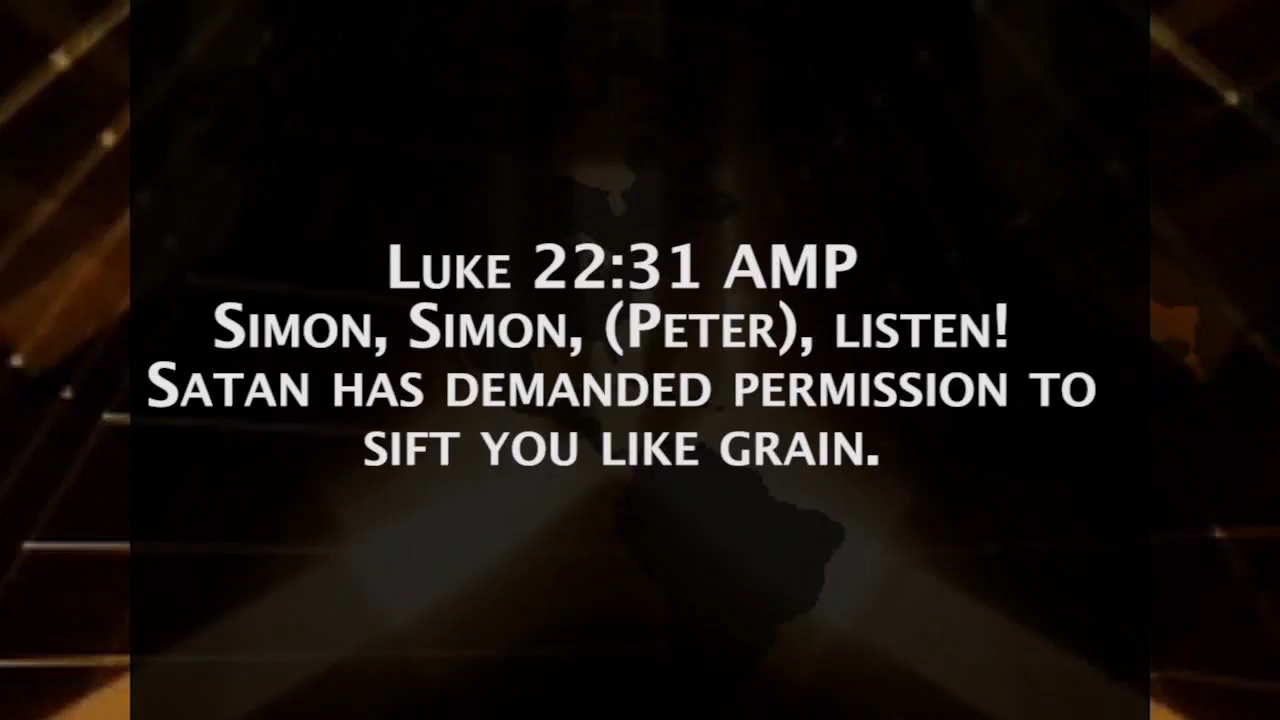 Luke 22:31 AMP
Simon, Simon, (Peter), listen!
Satan has demanded permission to
sift you like grain.